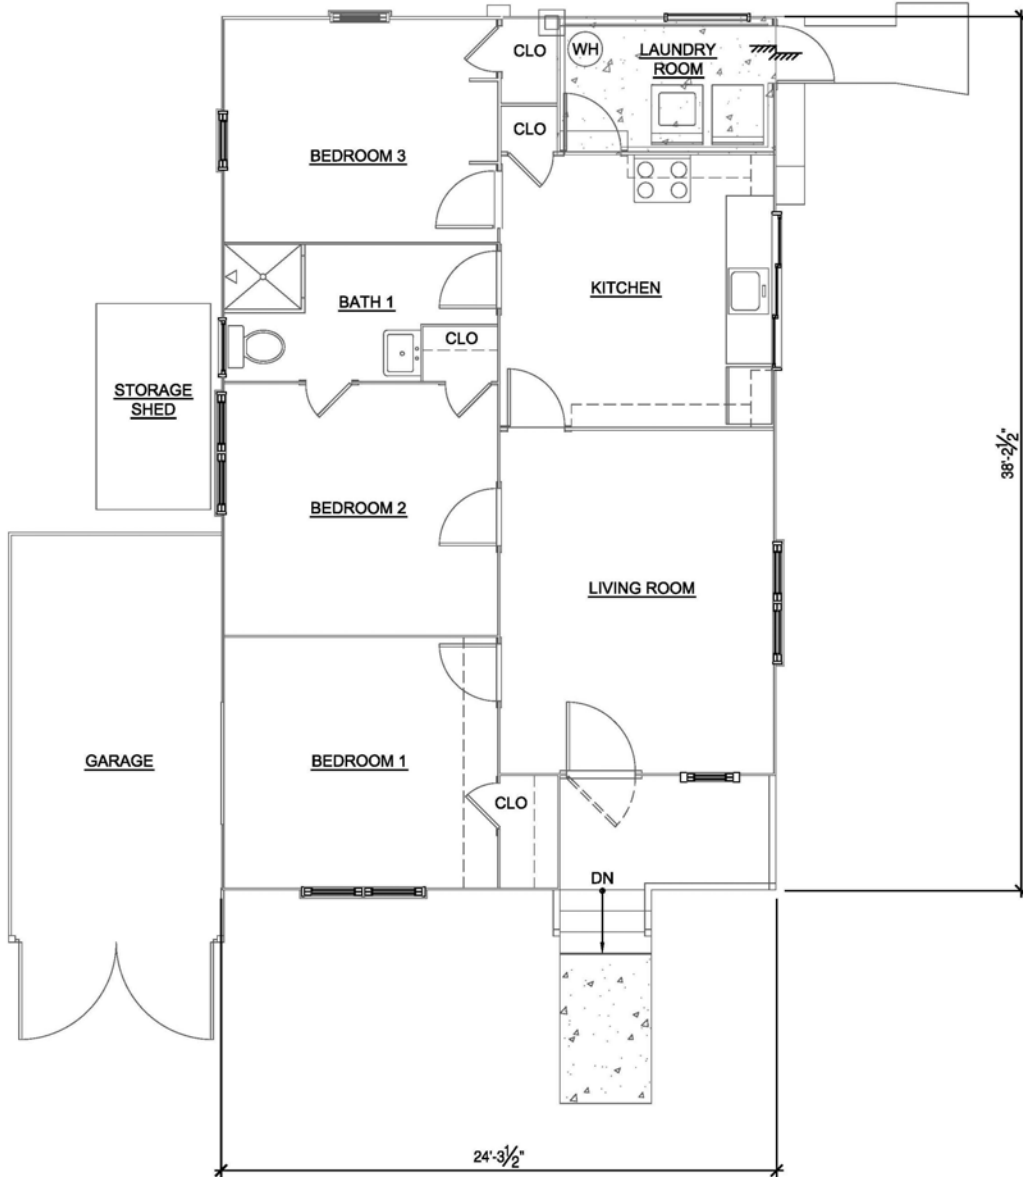 CLO
WH
LAUNDRY
ROOM
CLO
BEDROOM 3
KITCHEN
BATH 1
CLO
STORAGE
SHED
38'-2½"
BEDROOM 2
LIVING ROOM
GARAGE
BEDROOM 1
CLO
DN
24'-3½"